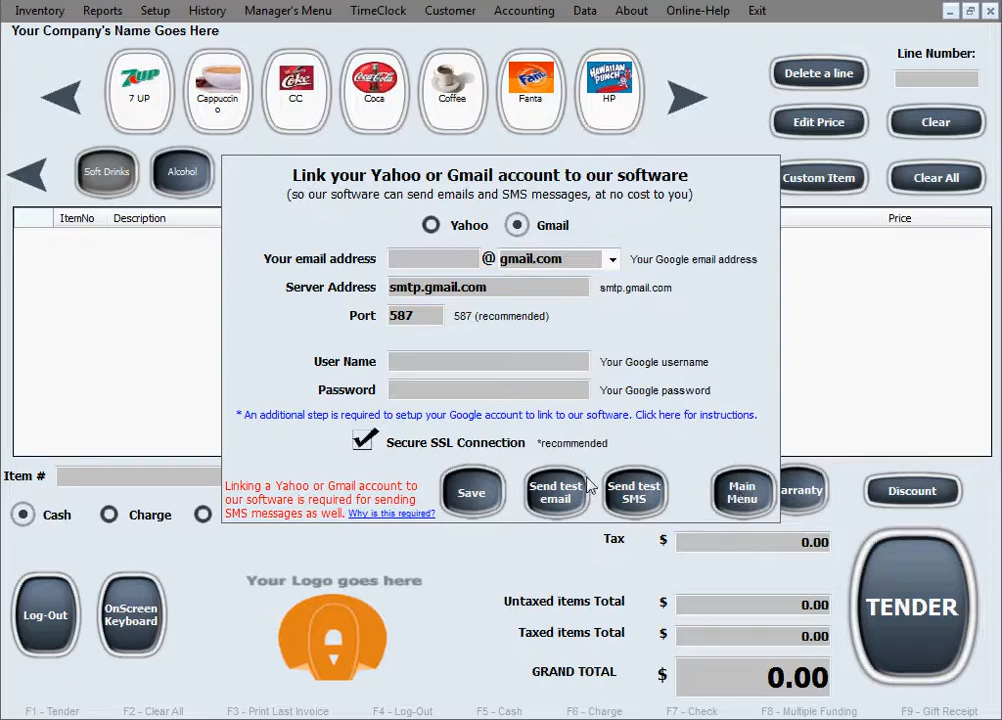 Inventory Reports Setup History Manager's Menu TimeClock Customer Accounting Data About Online-Help Exit
Your Company's Name Goes Here
Line Number:
7UP
Coke
Coca-Cola
Fanta
HAWAIIAN PUNCH
7 UP
Cappuccin
o
CC
Coca
Coffee
Fanta
HP
Delete a line
Edit Price
Clear
Soft Drinks
Alcohol
Custom Item
Clear All
ItemNo Description
Price
Link your Yahoo or Gmail account to our software
(so our software can send emails and SMS messages, at no cost to you)
Yahoo Gmail
Your email address @ gmail.com Your Google email address
Server Address smtp.gmail.com smtp.gmail.com
Port 587 587 (recommended)
User Name Your Google username
Password Your Google password
* An additional step is required to setup your Google account to link to our software. Click here for instructions.
Secure SSL Connection *recommended
Linking a Yahoo or Gmail account to
our software is required for sending
SMS messages as well. Why is this required?
Save
Send test
email
Send test
SMS
Main
Menu
arranty
Discount
Item #
Cash Charge
Tax $ 0.00
Your Logo goes here
Log-Out
OnScreen
Keyboard
Untaxed items Total $ 0.00
Taxed items Total $ 0.00
GRAND TOTAL $ 0.00
TENDER
F1 - Tender F2 - Clear All F3 - Print Last Invoice F4 - Log-Out F5 - Cash F6 - Charge F7 - Check F8 - Multiple Funding F9 - Gift Receipt